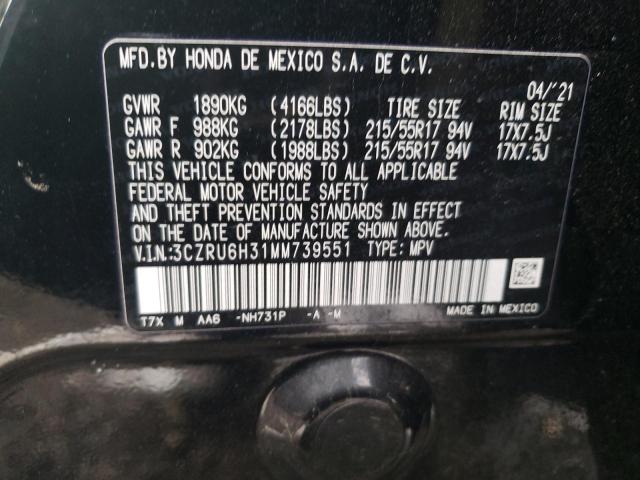 MFD.BY HONDA DE MEXICO S.A. DE C.V.
04/21
GVWR 1890KG (4166LBS) TIRE SIZE RIM SIZE
GAWR F 988KG (2178LBS) 215/55R17 94V 17X7.5J
GAWR R 902KG (1988LBS) 215/55R17 94V 17X7.5J
THIS VEHICLE CONFORMS TO ALL APPLICABLE
FEDERAL MOTOR VEHICLE SAFETY
AND THEFT PREVENTION STANDARDS IN EFFECT
ON THE DATE OF MANUFACTURE SHOWN ABOVE.
V.I.N.:3CZRU6H31MM739551 TYPE: MPV
T7X M AA6 -NH731P -A -M MADE IN MEXICO